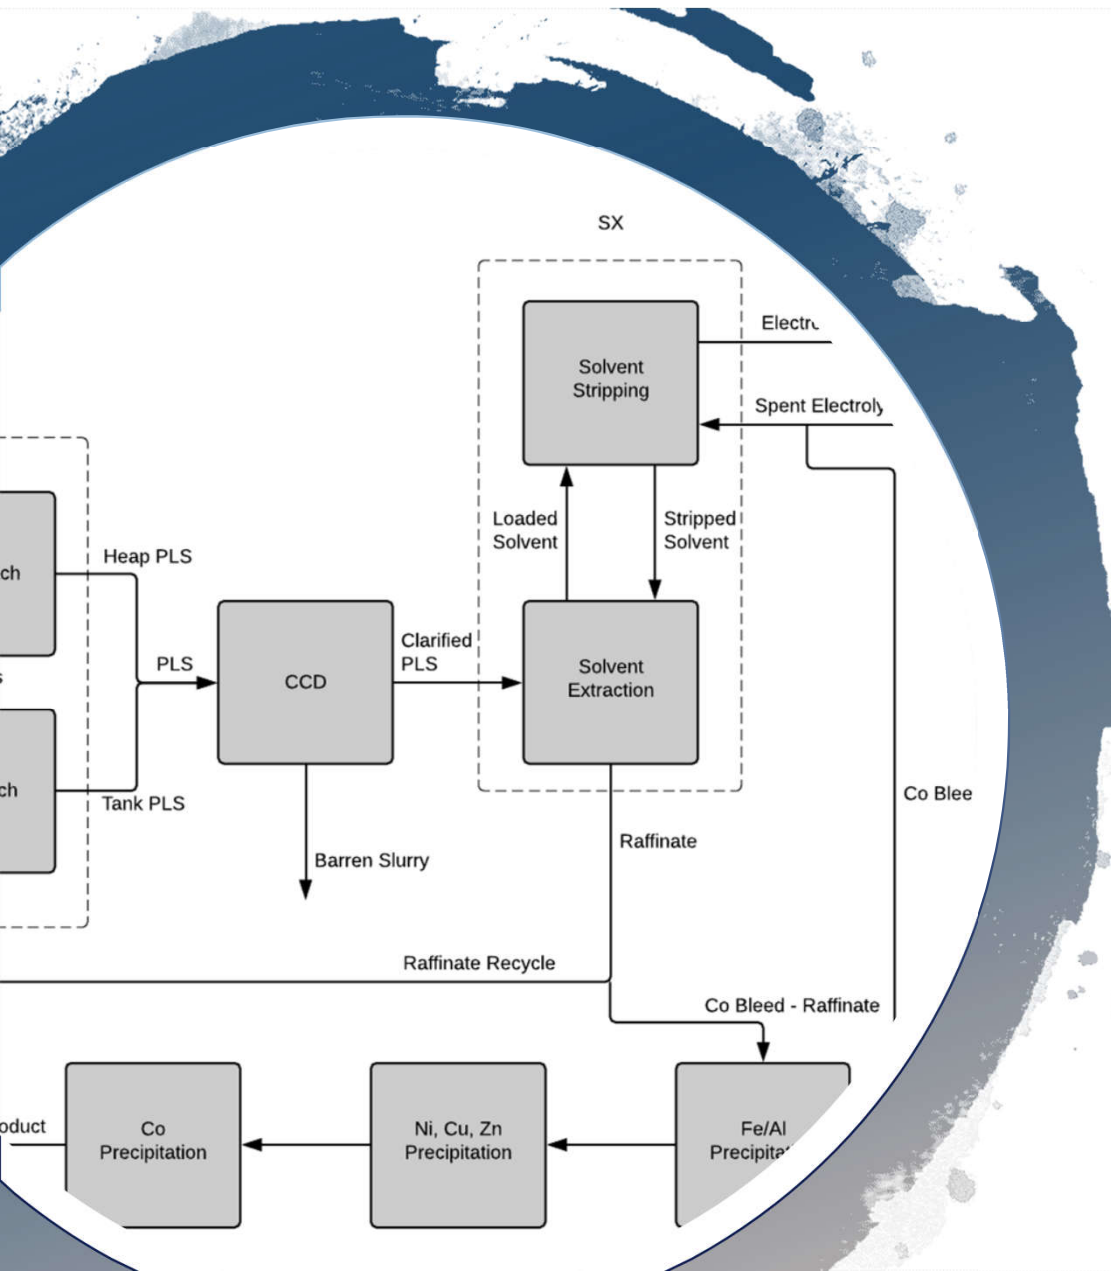 SX
Electr
Solvent
Stripping
Spent Electroly
Loaded
Solvent
Stripped
Solvent
Heap PLS
ch
Clarified
PLS
PLS
CCD
Solvent
Extraction
ch
Tank PLS
Co Blee
Raffinate
Barren Slurry
Raffinate Recycle
Co Bleed - Raffinate
oduct
Co
Precipitation
Ni, Cu, Zn
Precipitation
Fe/Al
Precipita